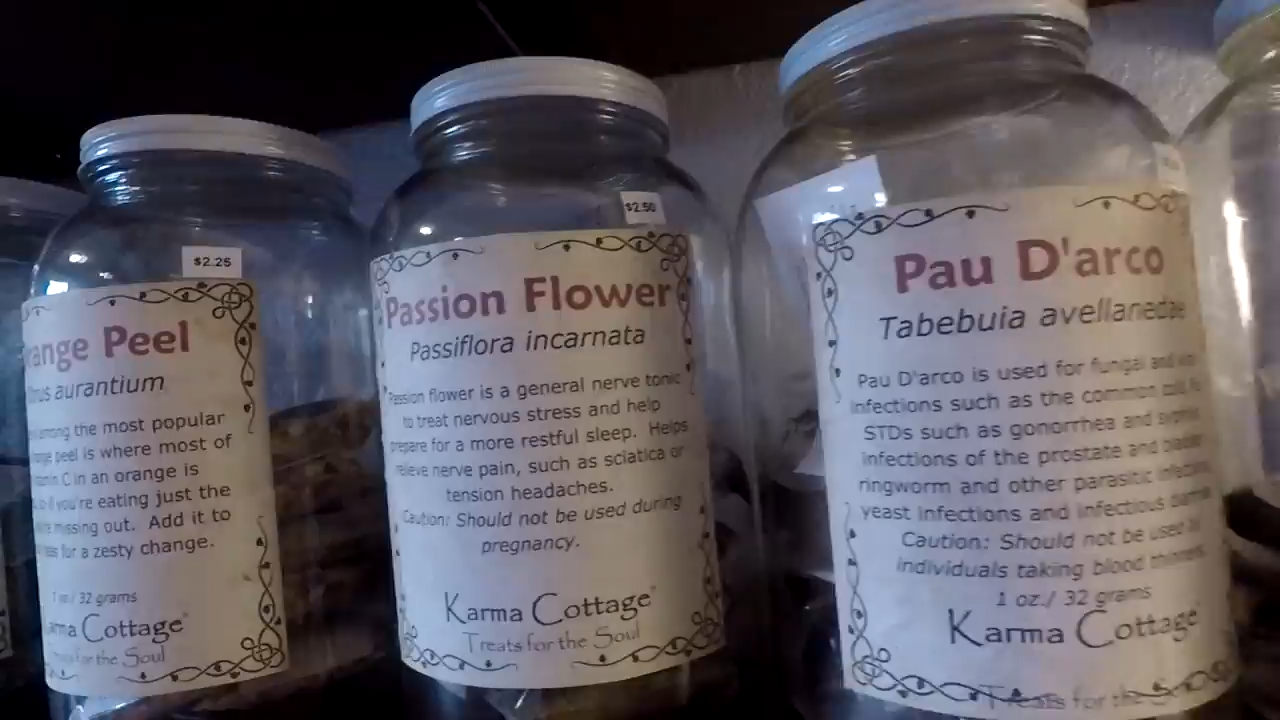 $2.25
ange Peel
rus aurantium
among the most popular
peel is where most of
C in an orange is
if you're eating just the
missing out. Add it to
for a zesty change.
/ 32 grams
arma Cottage
for the Soul
$2.50
Passion Flower
Passiflora incarnata
Passion flower is a general nerve tonic
to treat nervous stress and help
prepare for a more restful sleep. Helps
relieve nerve pain, such as sciatica or
tension headaches.
Caution: Should not be used during
pregnancy.
Karma Cottage
Treats for the Soul
Pau D'arco
Tabebuia avellanedae
Pau D'arco is used for fungal and
infections such as the common
STDs such as gonorrhea and
infections of the prostate and
ringworm and other parasitic
yeast infections and infectious
Caution: Should not be used
individuals taking blood thinners.
1 oz./ 32 grams
Karma Cottage
Treats for the Soul